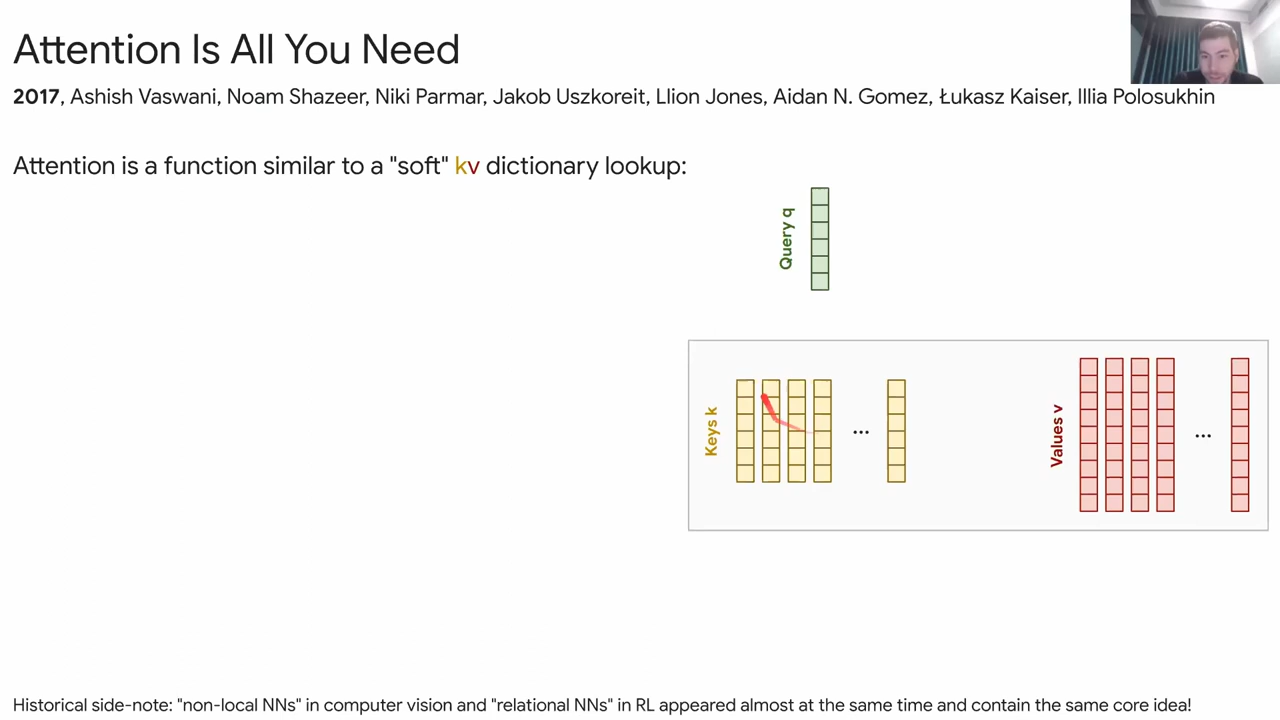 Attention Is All You Need
2017, Ashish Vaswani, Noam Shazeer, Niki Parmar, Jakob Uszkoreit, Llion Jones, Aidan N. Gomez, Łukasz Kaiser, Illia Polosukhin
Attention is a function similar to a "soft" kv dictionary lookup:
Query q
Keys k
...
Values v
...
Historical side-note: "non-local NNs" in computer vision and "relational NNs" in RL appeared almost at the same time and contain the same core idea!